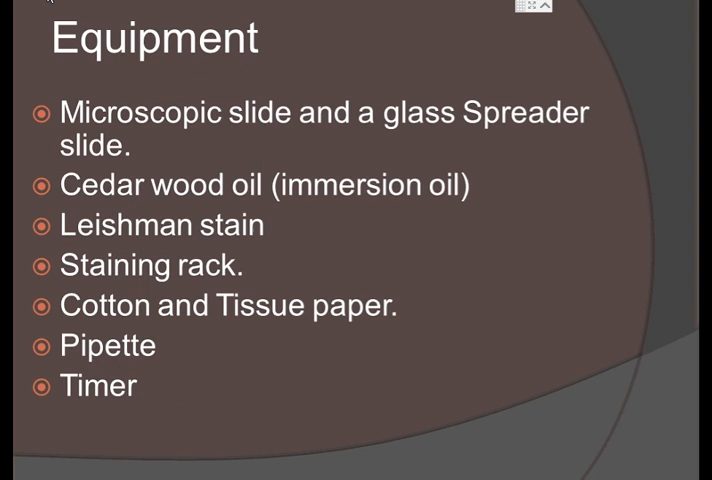 Equipment
Microscopic slide and a glass Spreader
slide.
Cedar wood oil (immersion oil)
Leishman stain
Staining rack.
Cotton and Tissue paper.
Pipette
Timer